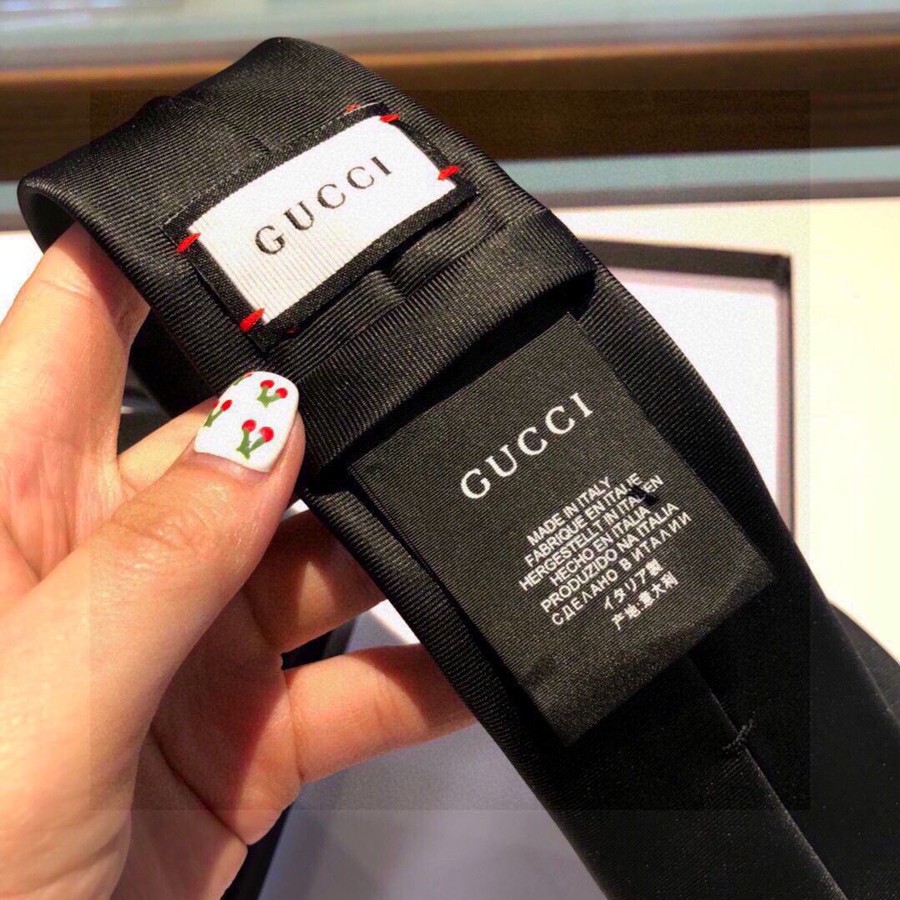 GUCCI
GUCCI
MADE IN ITALY
FABRIQUE EN ITALIE
HERGESTELLT IN ITALIEN
HECHO EN ITALIA
PRODUZIDO NA ITALIA
СДЕЛАНО В ИТАЛИИ
イタリア製
产地:意大利